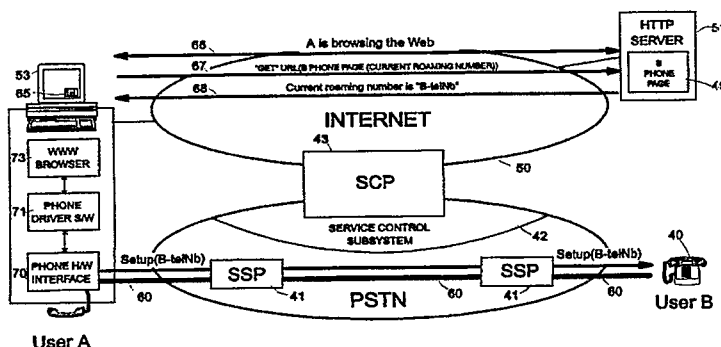 HTTP
SERVER
51
B
PHONE
PAGE
49
66
A is browsing the Web
67
"GET" URL(B PHONE PAGE (CURRENT ROAMING NUMBER))
68
Current roaming number is "B-telNb"
53
65
INTERNET
43
SCP
50
73
WWW
BROWSER
71
PHONE
DRIVER S/W
70
PHONE H/W
INTERFACE
SERVICE CONTROL
SUBSYSTEM
42
Setup(B-telNb)
SSP
41
60
60
PSTN
SSP
41
Setup(B-telNb)
60
40
User A
User B